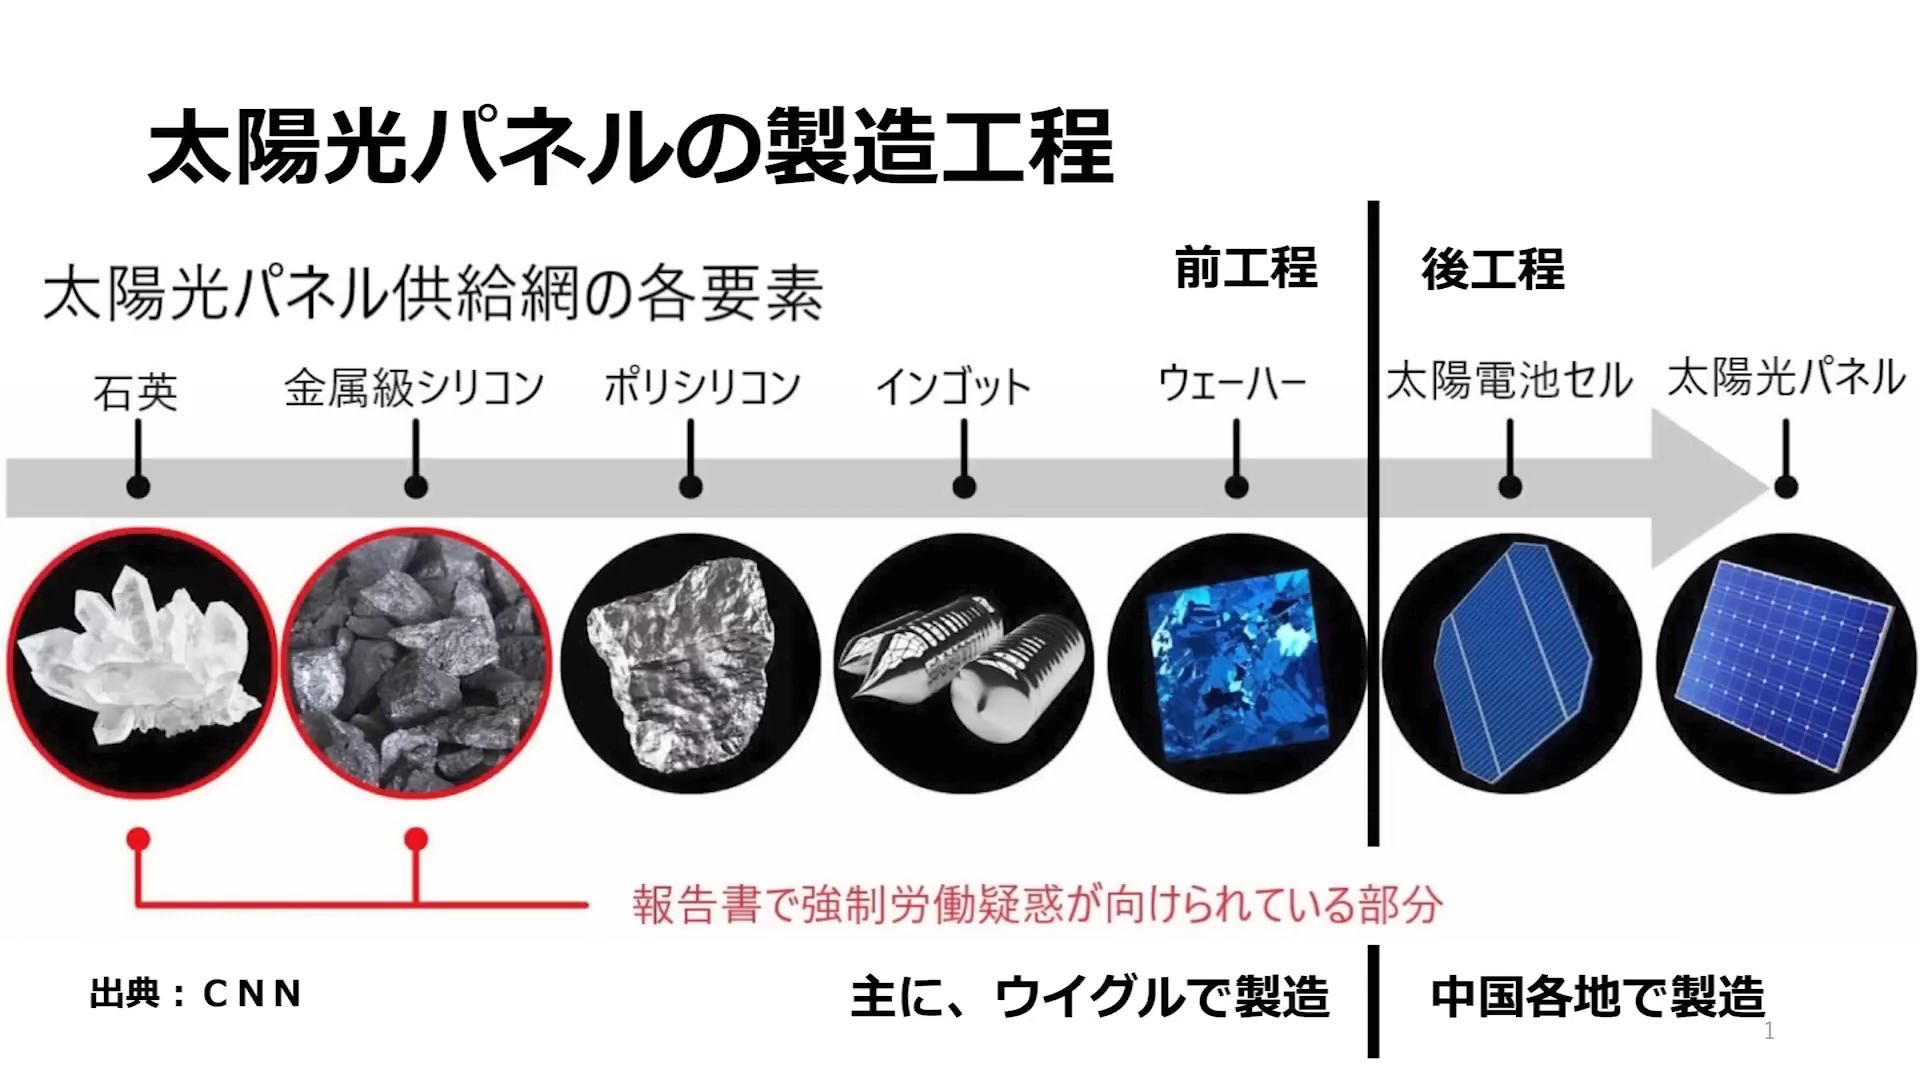 太陽光パネルの製造工程
太陽光パネル供給網の各要素
前工程
後工程
石英
金属級シリコン
ポリシリコン
インゴット
ウェーハー
太陽電池セル
太陽光パネル
報告書で強制労働疑惑が向けられている部分
出典：ＣＮＮ
主に、ウイグルで製造
中国各地で製造
1